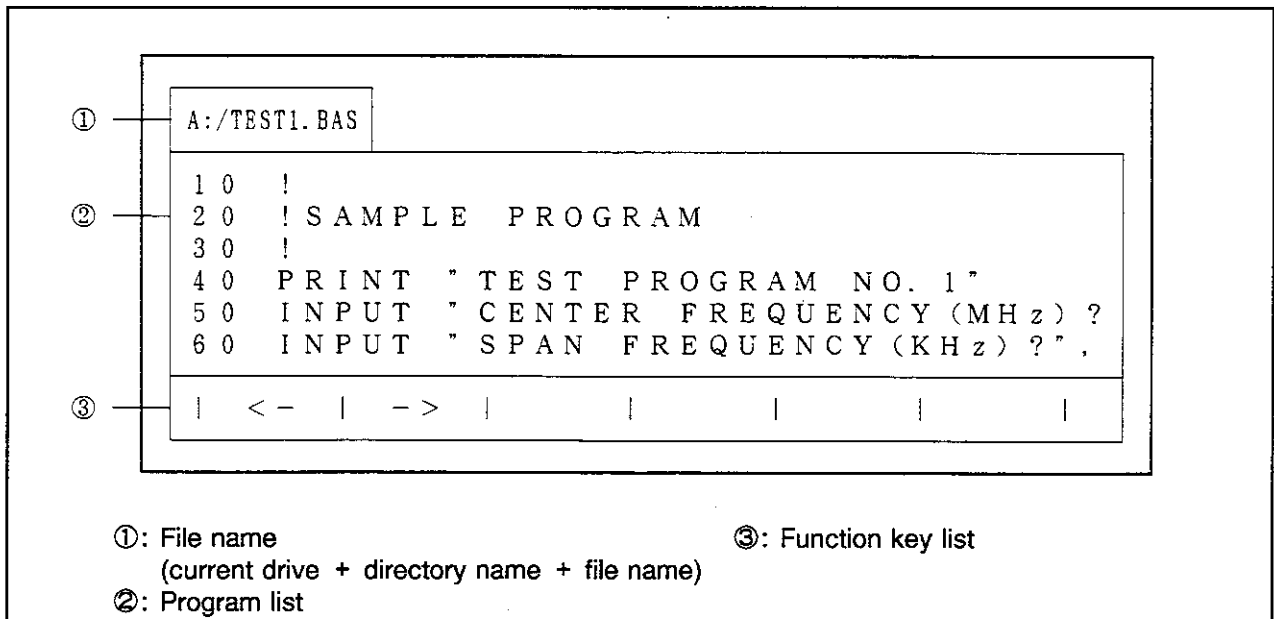 ① A:/TEST1.BAS
10 !
② 20 !SAMPLE PROGRAM
30 !
40 PRINT "TEST PROGRAM NO. 1"
50 INPUT "CENTER FREQUENCY(MHz)?
60 INPUT "SPAN FREQUENCY(KHz)?",
③ | <- | -> | | | | |
①: File name
(current drive + directory name + file name)
②: Program list
③: Function key list